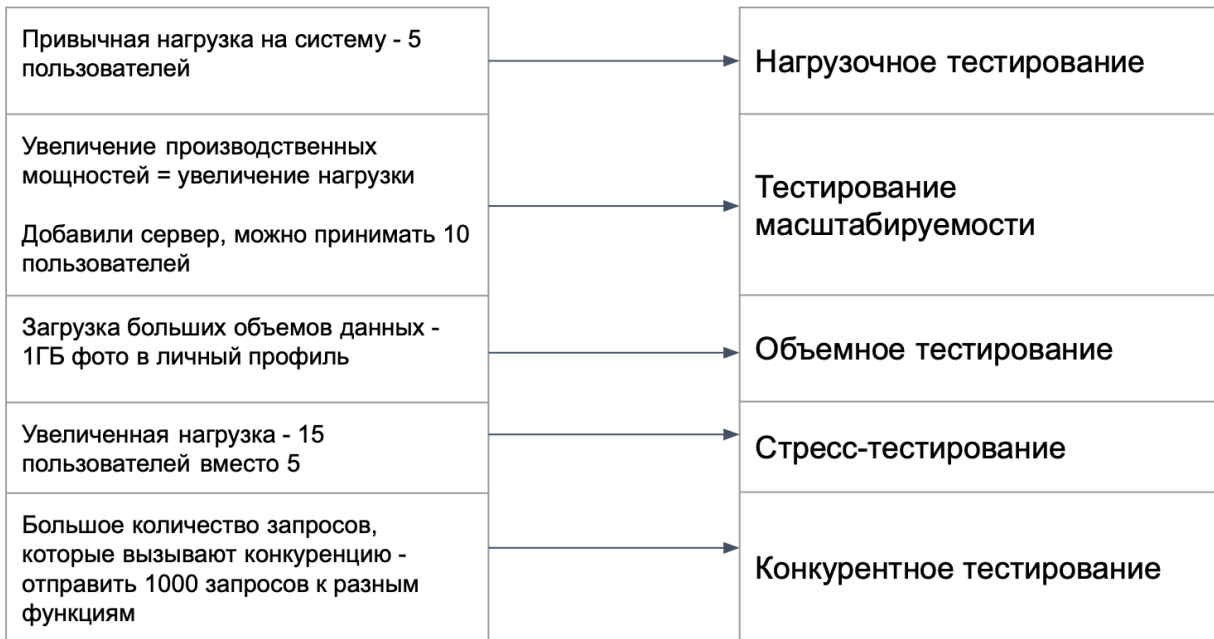 Привычная нагрузка на систему - 5
пользователей
Нагрузочное тестирование
Увеличение производственных
мощностей = увеличение нагрузки
Добавили сервер, можно принимать 10
пользователей
Тестирование
масштабируемости
Загрузка больших объемов данных -
1ГБ фото в личный профиль
Объемное тестирование
Увеличенная нагрузка - 15
пользователей вместо 5
Стресс-тестирование
Большое количество запросов,
которые вызывают конкуренцию -
отправить 1000 запросов к разным
функциям
Конкурентное тестирование